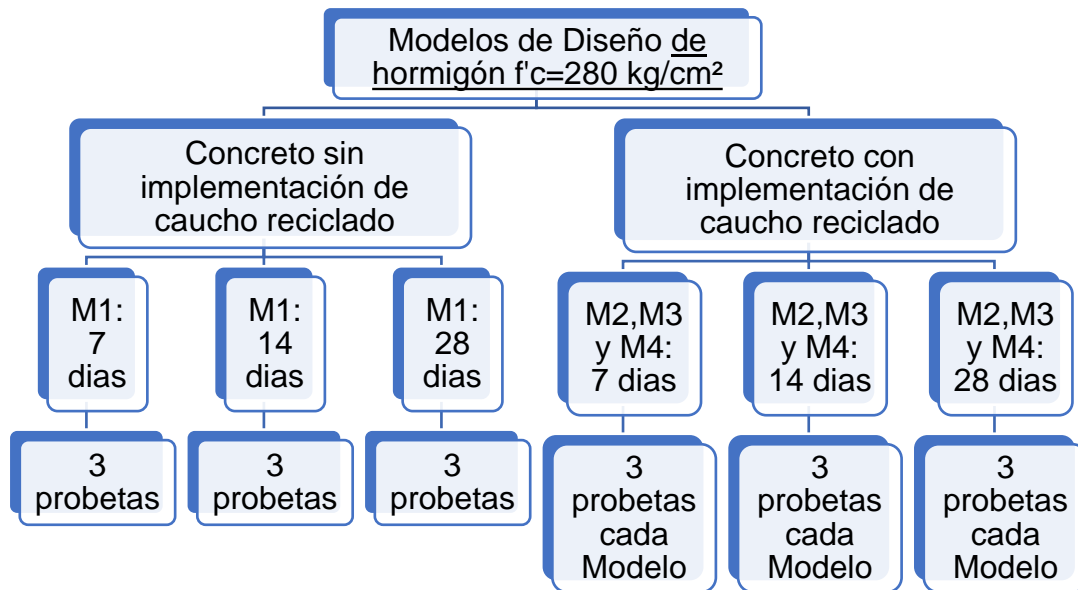 Modelos de Diseño de
hormigón f'c=280 kg/cm²
Concreto sin
implementación de
caucho reciclado
Concreto con
implementación de
caucho reciclado
M1:
7
dias
M1:
14
dias
M1:
28
dias
M2,M3
y M4:
7 dias
M2,M3
y M4:
14 dias
M2,M3
y M4:
28 dias
3
probetas
3
probetas
3
probetas
3
probetas
cada
Modelo
3
probetas
cada
Modelo
3
probetas
cada
Modelo